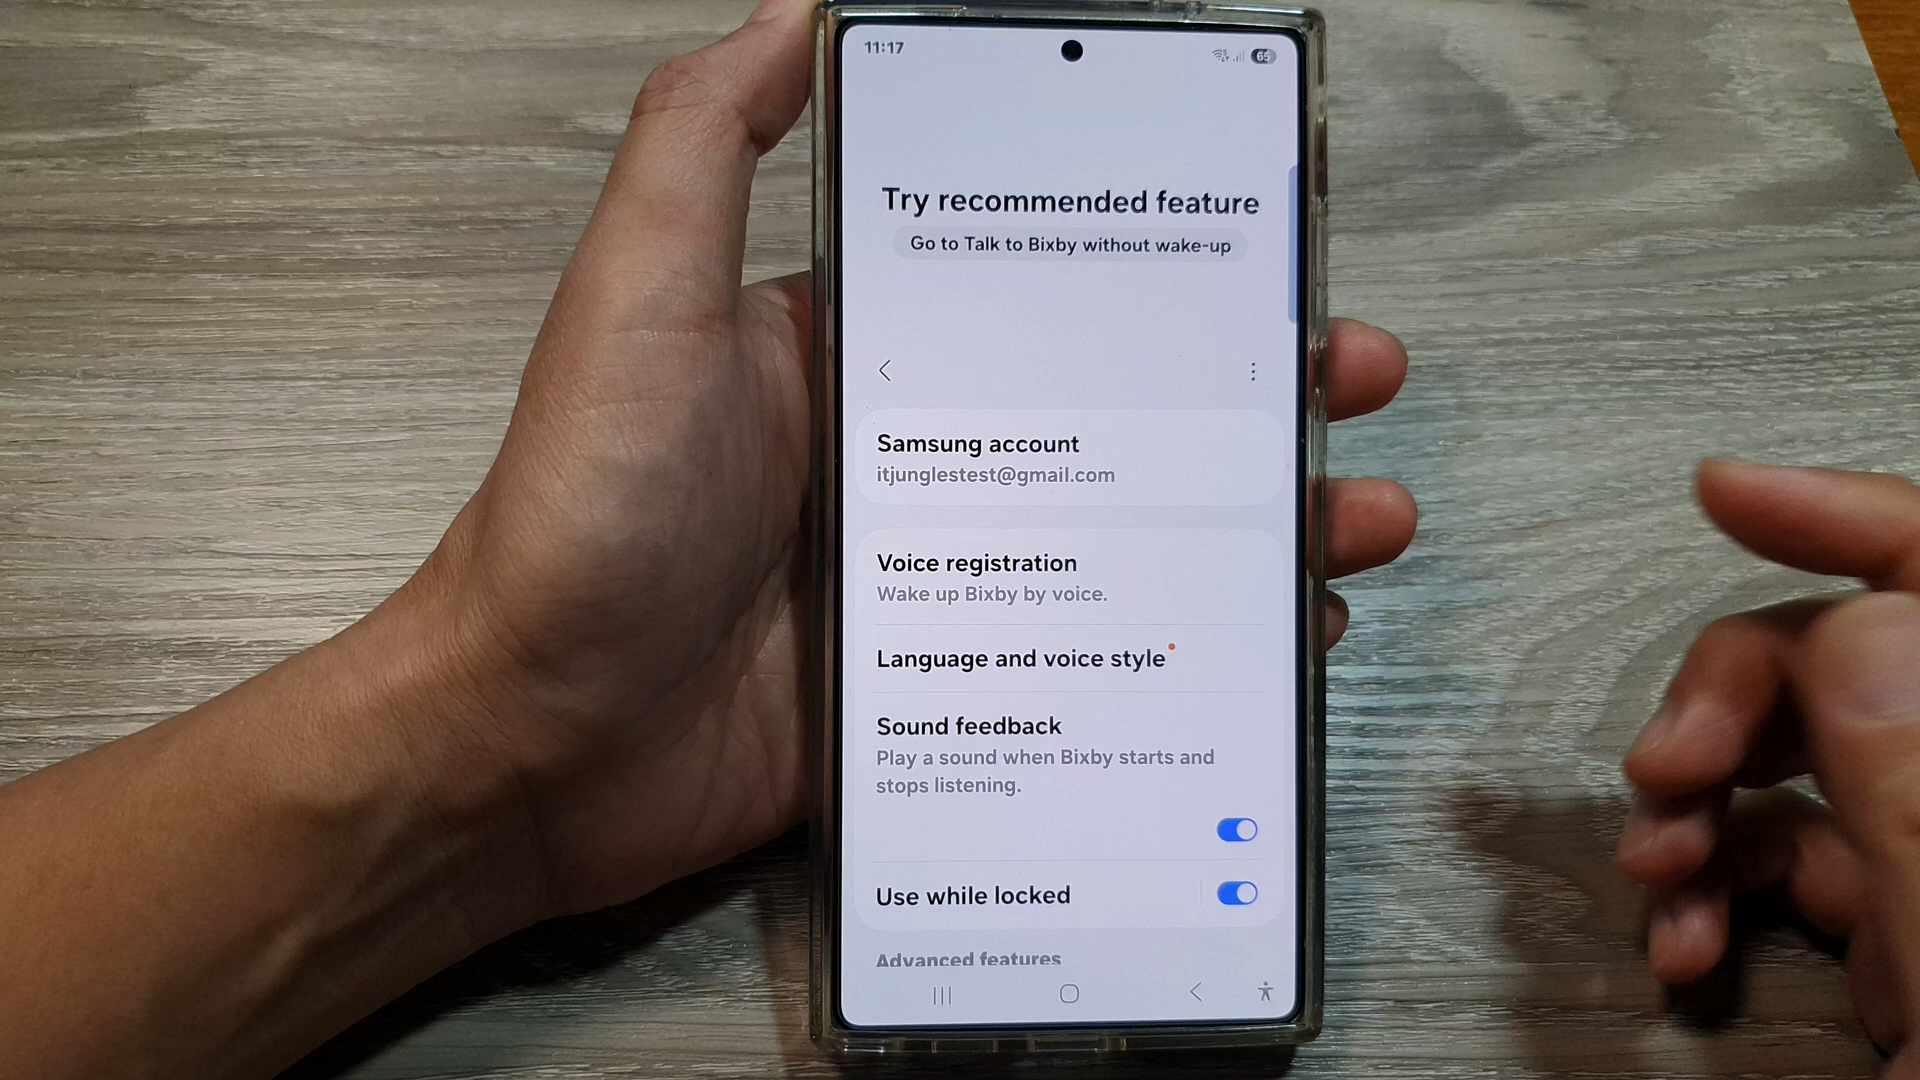 11:17
65
Try recommended feature
Go to Talk to Bixby without wake-up
Samsung account
itjunglestest@gmail.com
Voice registration
Wake up Bixby by voice.
Language and voice style
Sound feedback
Play a sound when Bixby starts and
stops listening.
Use while locked
Advanced features